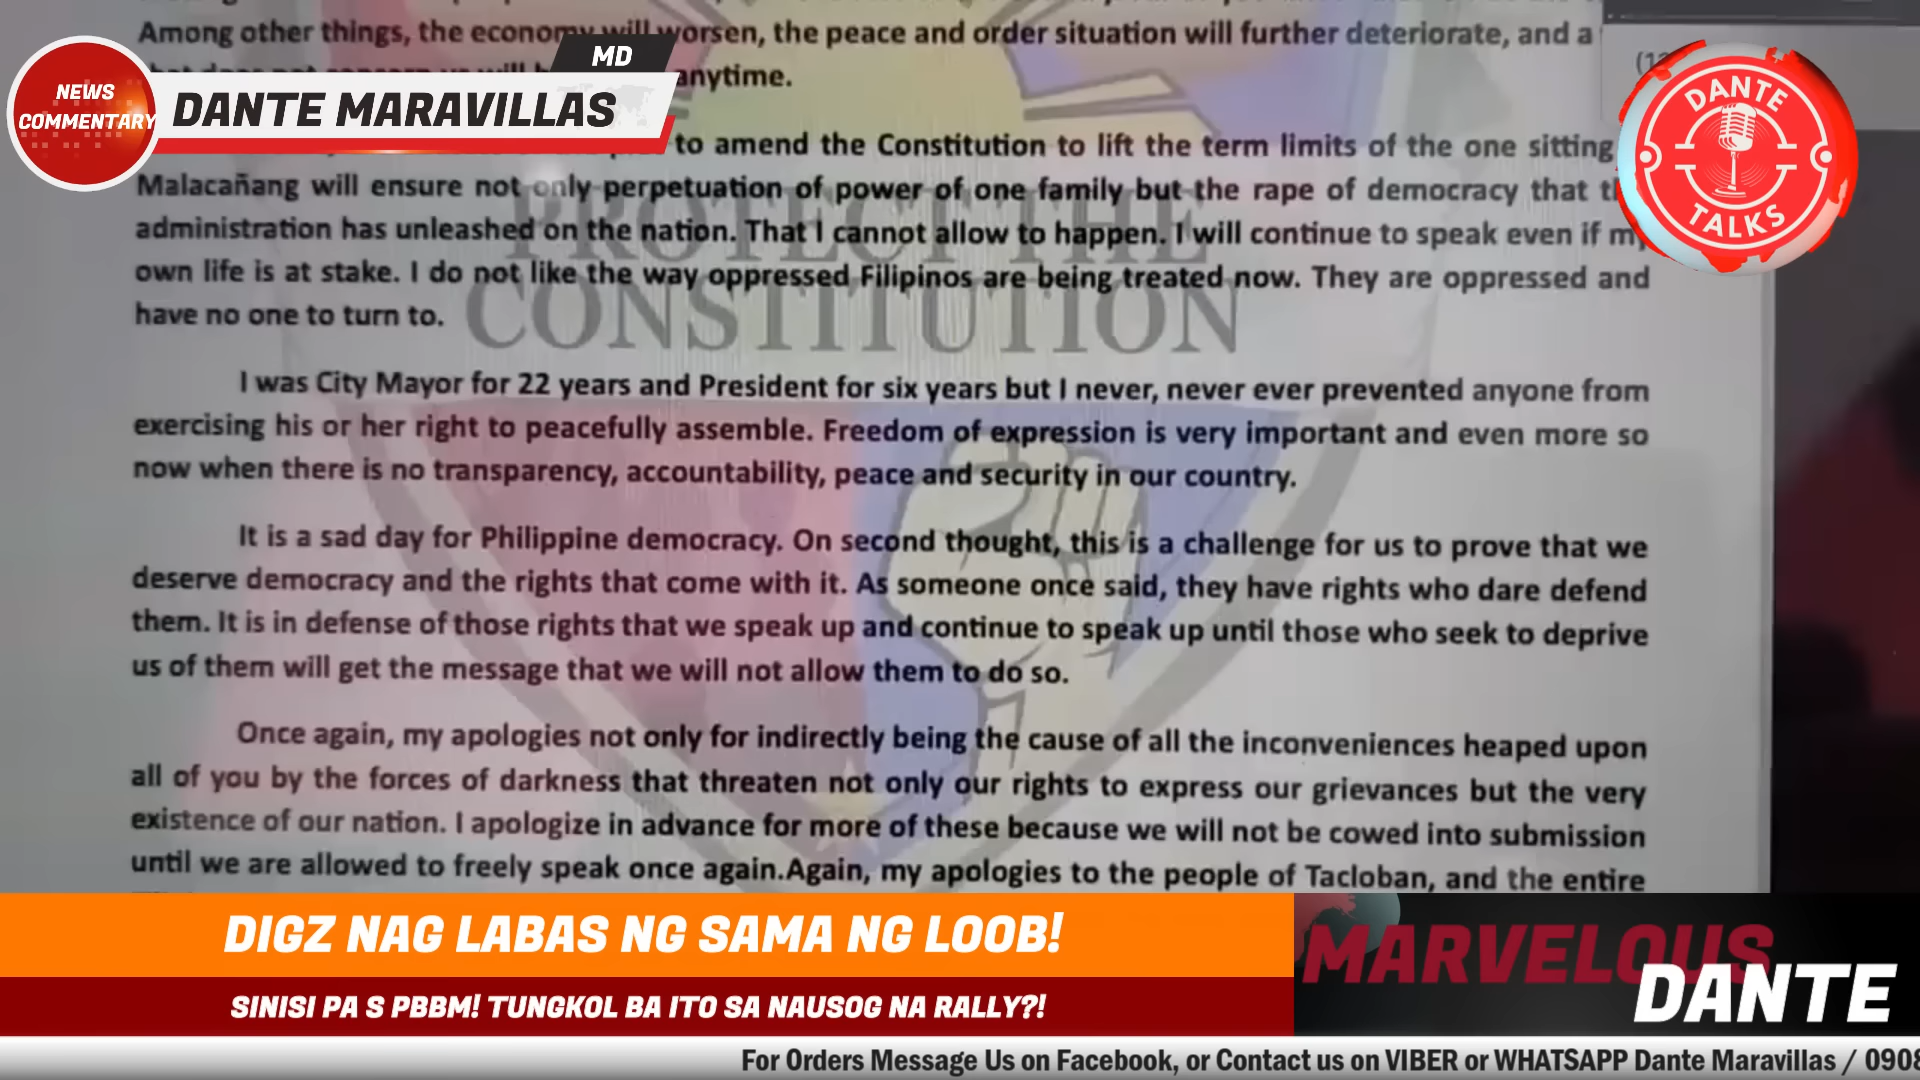 Among other things, the economy will worsen, the peace and order situation will further deteriorate, and a
anytime.
to amend the Constitution to lift the term limits of the one sitting
Malacañang will ensure not only perpetuation of power of one family but the rape of democracy that
administration has unleashed on the nation. That I cannot allow to happen. I will continue to speak even if my
own life is at stake. I do not like the way oppressed Filipinos are being treated now. They are oppressed and
have no one to turn to.
I was City Mayor for 22 years and President for six years but I never, never ever prevented anyone from
exercising his or her right to peacefully assemble. Freedom of expression is very important and even more so
now when there is no transparency, accountability, peace and security in our country.
It is a sad day for Philippine democracy. On second thought, this is a challenge for us to prove that we
deserve democracy and the rights that come with it. As someone once said, they have rights who dare defend
them. It is in defense of those rights that we speak up and continue to speak up until those who seek to deprive
us of them will get the message that we will not allow them to do so.
Once again, my apologies not only for indirectly being the cause of all the inconveniences heaped upon
all of you by the forces of darkness that threaten not only our rights to express our grievances but the very
existence of our nation. I apologize in advance for more of these because we will not be cowed into submission
until we are allowed to freely speak once again.Again, my apologies to the people of Tacloban, and the entire
PROTECT THE
CONSTITUTION
NEWS
COMMENTARY
MD
DANTE MARAVILLAS
DANTE
TALKS
DIGZ NAG LABAS NG SAMA NG LOOB!
SINISI PA S PBBM! TUNGKOL BA ITO SA NAUSOG NA RALLY?!
MARVELOUS
DANTE
For Orders Message Us on Facebook, or Contact us on VIBER or WHATSAPP Dante Maravillas / 0908